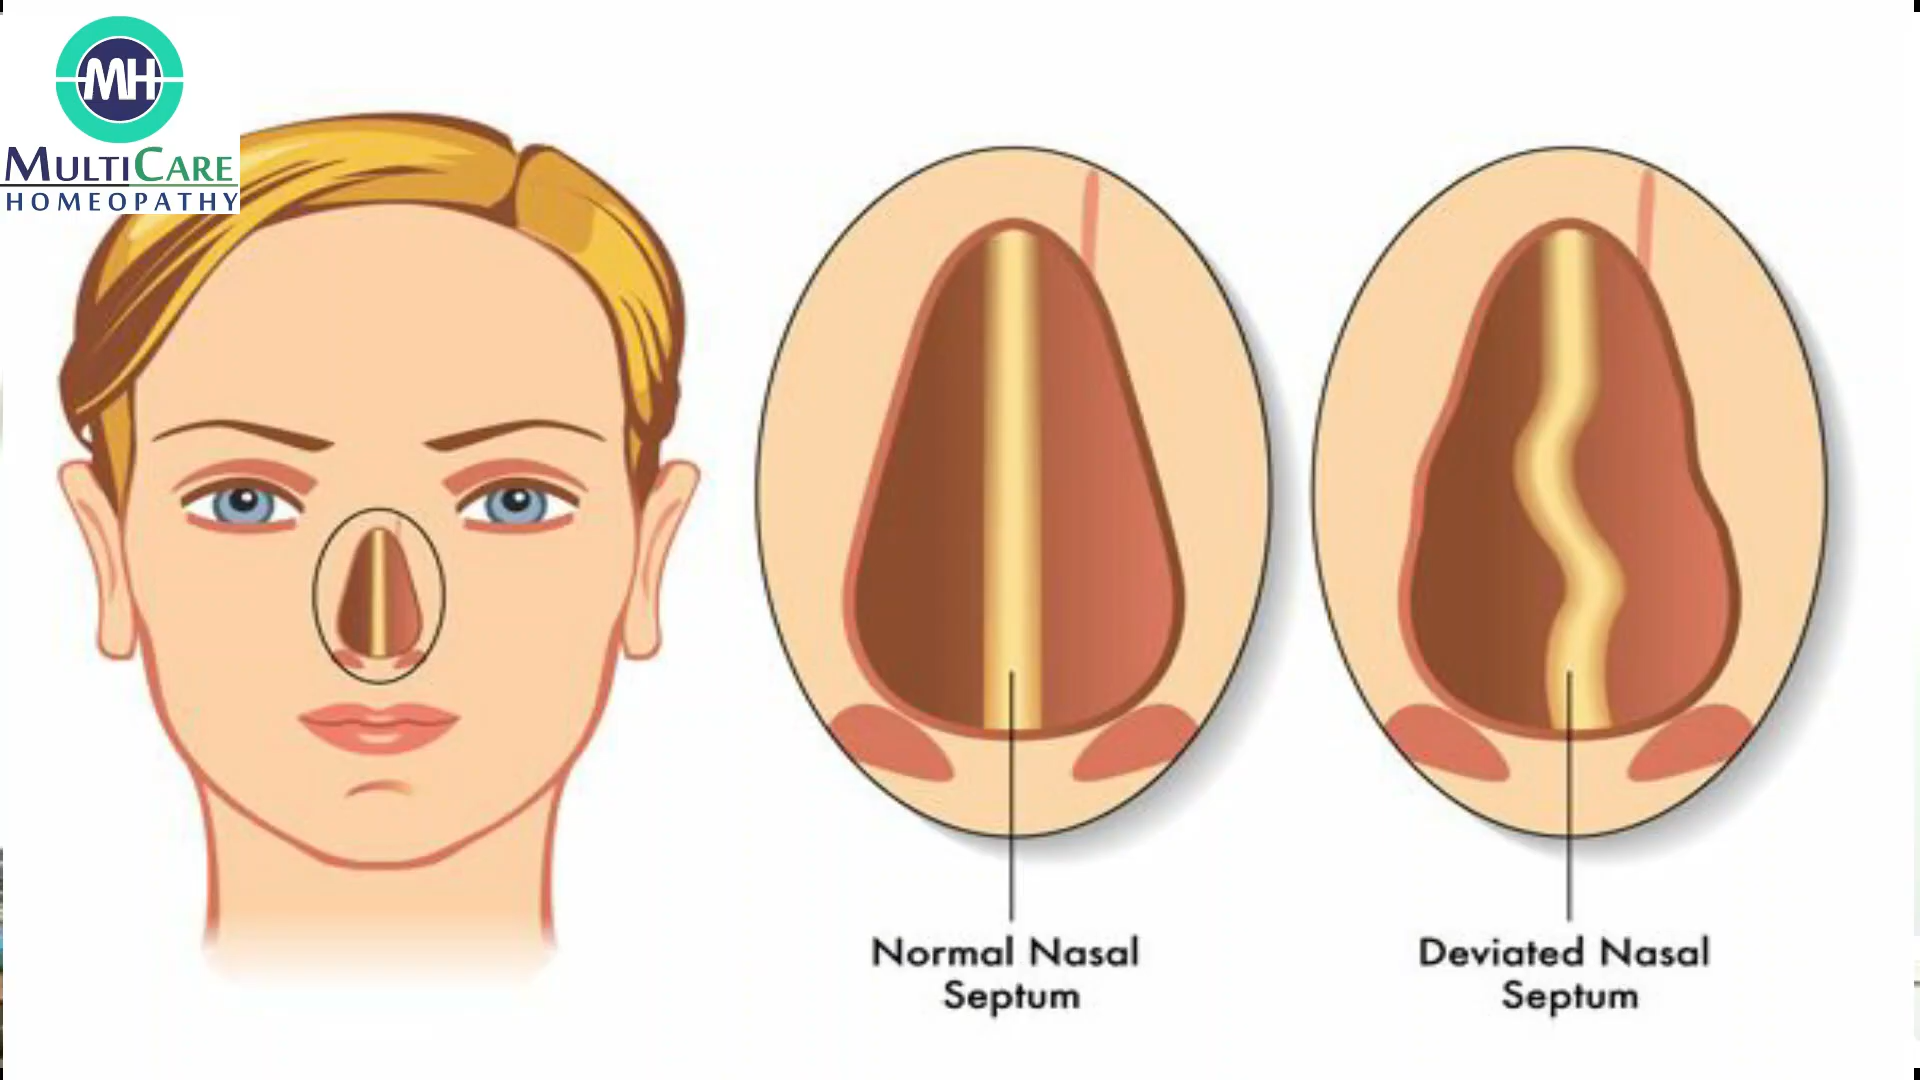 MH
MULTICARE
HOMEOPATHY
Normal Nasal
Septum
Deviated Nasal
Septum